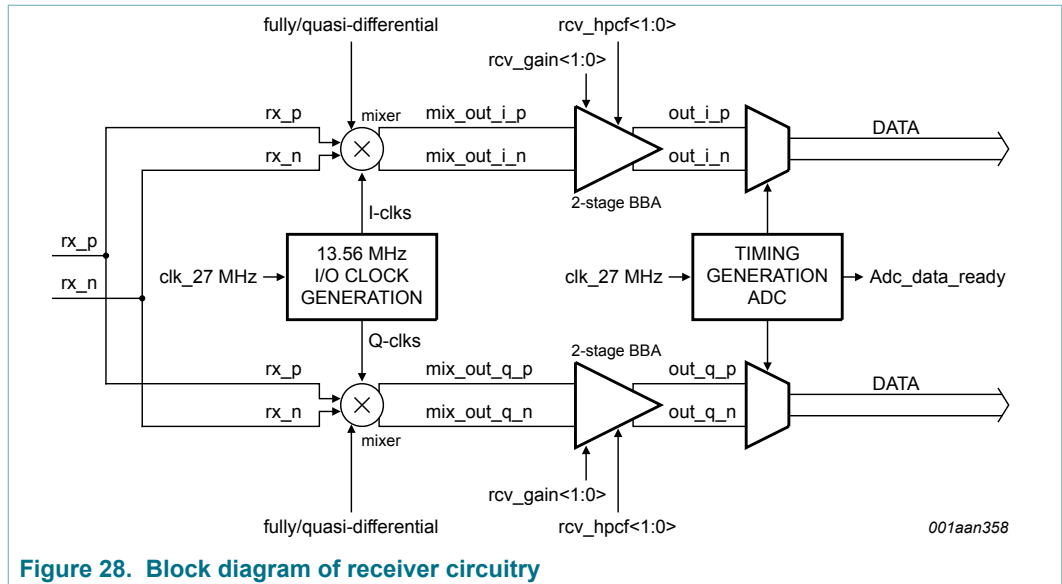 fully/quasi-differential
rcv_hpcf<1:0>
rcv_gain<1:0>
rx_p
mixer
mix_out_i_p
out_i_p
DATA
rx_n
mix_out_i_n
out_i_n
2-stage BBA
I-clks
rx_p
rx_n
clk_27 MHz
13.56 MHz
I/O CLOCK
GENERATION
clk_27 MHz
TIMING
GENERATION
ADC
Adc_data_ready
Q-clks
2-stage BBA
rx_p
mix_out_q_p
out_q_p
DATA
rx_n
mix_out_q_n
out_q_n
mixer
rcv_gain<1:0>
fully/quasi-differential
rcv_hpcf<1:0>
001aan358
Figure 28. Block diagram of receiver circuitry